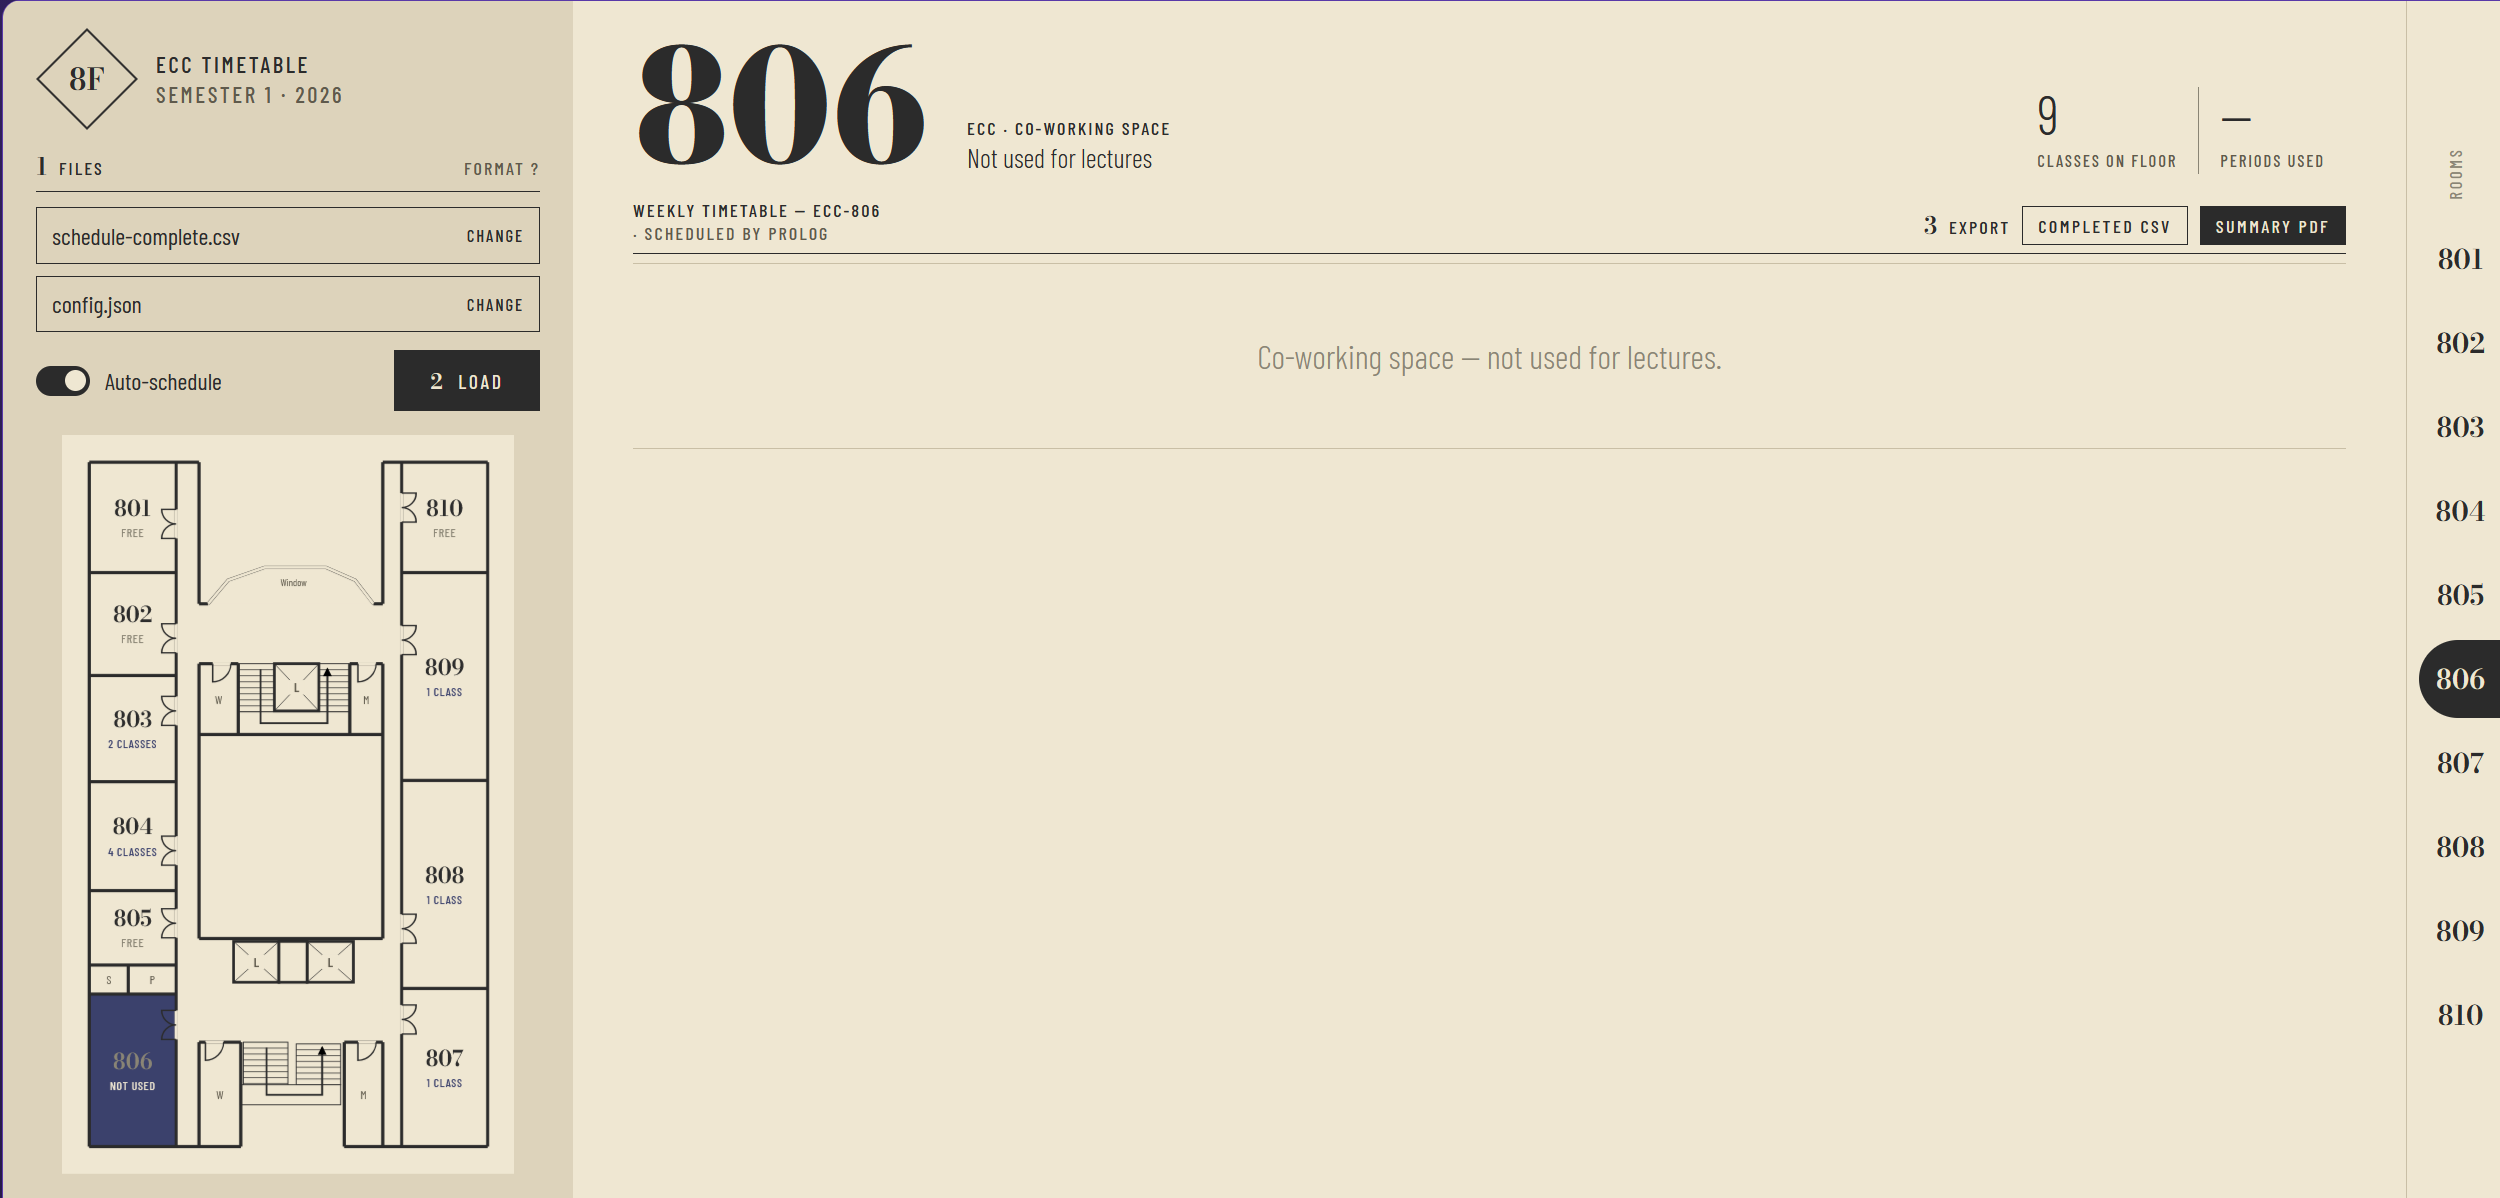 8F
ECC TIMETABLE
SEMESTER 1 · 2026
1 FILES
FORMAT ?
schedule-complete.csv
CHANGE
config.json
CHANGE
Auto-schedule
2 LOAD
801
FREE
810
FREE
Window
802
FREE
809
1 CLASS
W
L
M
803
2 CLASSES
804
4 CLASSES
808
1 CLASS
805
FREE
L
L
S
P
806
NOT USED
807
1 CLASS
W
M
806
ECC · CO-WORKING SPACE
Not used for lectures
9
CLASSES ON FLOOR
—
PERIODS USED
WEEKLY TIMETABLE — ECC-806
· SCHEDULED BY PROLOG
3 EXPORT
COMPLETED CSV
SUMMARY PDF
Co-working space — not used for lectures.
ROOMS
801
802
803
804
805
806
807
808
809
810